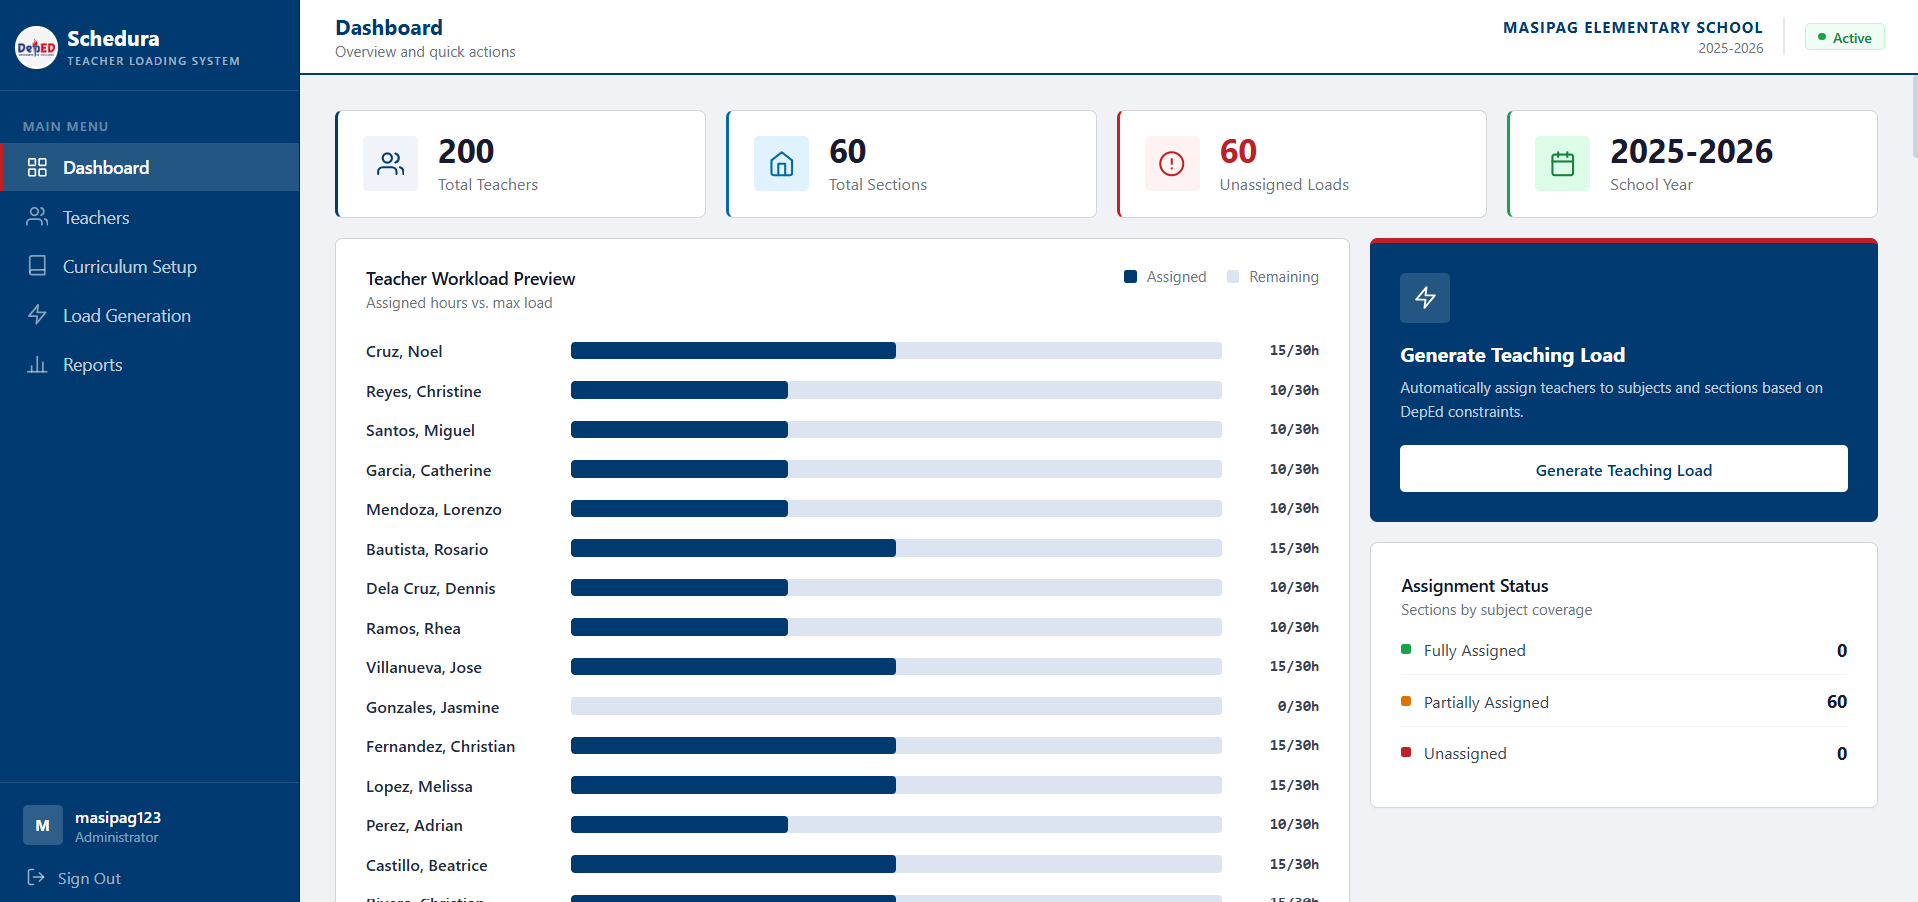 DepED
Schedura
TEACHER LOADING SYSTEM
MAIN MENU
Dashboard
Teachers
Curriculum Setup
Load Generation
Reports
M
masipag123
Administrator
Sign Out
Dashboard
Overview and quick actions
MASIPAG ELEMENTARY SCHOOL
2025-2026
Active
200
Total Teachers
60
Total Sections
60
Unassigned Loads
2025-2026
School Year
Teacher Workload Preview
Assigned hours vs. max load
Assigned Remaining
Cruz, Noel 15/30h
Reyes, Christine 10/30h
Santos, Miguel 10/30h
Garcia, Catherine 10/30h
Mendoza, Lorenzo 10/30h
Bautista, Rosario 15/30h
Dela Cruz, Dennis 10/30h
Ramos, Rhea 10/30h
Villanueva, Jose 15/30h
Gonzales, Jasmine 0/30h
Fernandez, Christian 15/30h
Lopez, Melissa 15/30h
Perez, Adrian 10/30h
Castillo, Beatrice 15/30h
Rivera, Christian 15/30h
Generate Teaching Load
Automatically assign teachers to subjects and sections based on
DepEd constraints.
Generate Teaching Load
Assignment Status
Sections by subject coverage
Fully Assigned 0
Partially Assigned 60
Unassigned 0